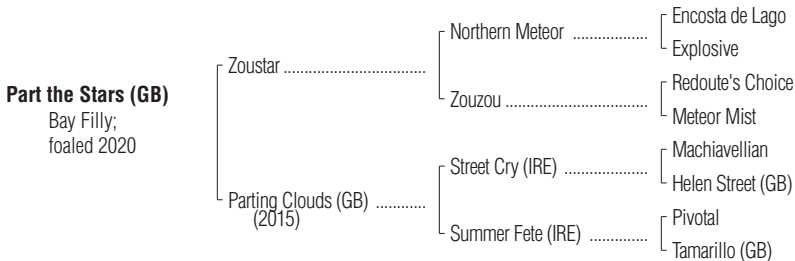 Part the Stars (GB)
Bay Filly;
foaled 2020
Zoustar ................................
Parting Clouds (GB) ............
(2015)
Northern Meteor .................
Zouzou ................................
Street Cry (IRE) ...................
Summer Fete (IRE) .............
Encosta de Lago
Explosive
Redoute's Choice
Meteor Mist
Machiavellian
Helen Street (GB)
Pivotal
Tamarillo (GB)